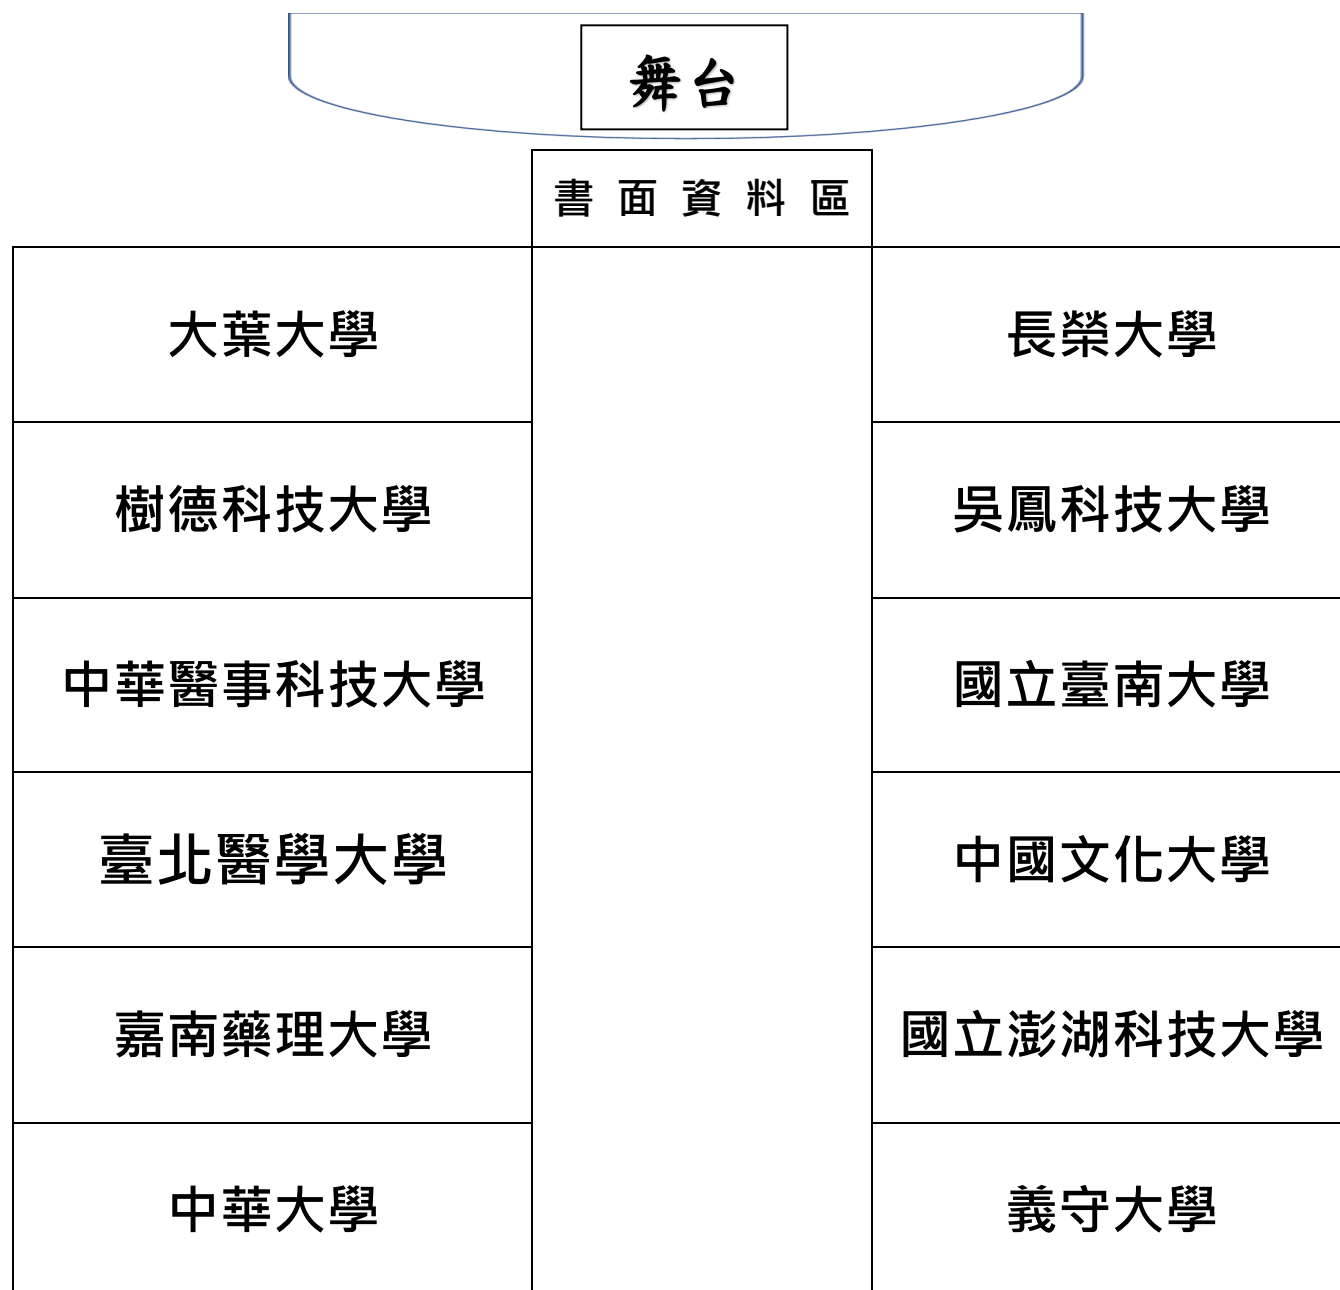 舞台
書面資料區
大葉大學 長榮大學
樹德科技大學 吳鳳科技大學
中華醫事科技大學 國立臺南大學
臺北醫學大學 中國文化大學
嘉南藥理大學 國立澎湖科技大學
中華大學 義守大學